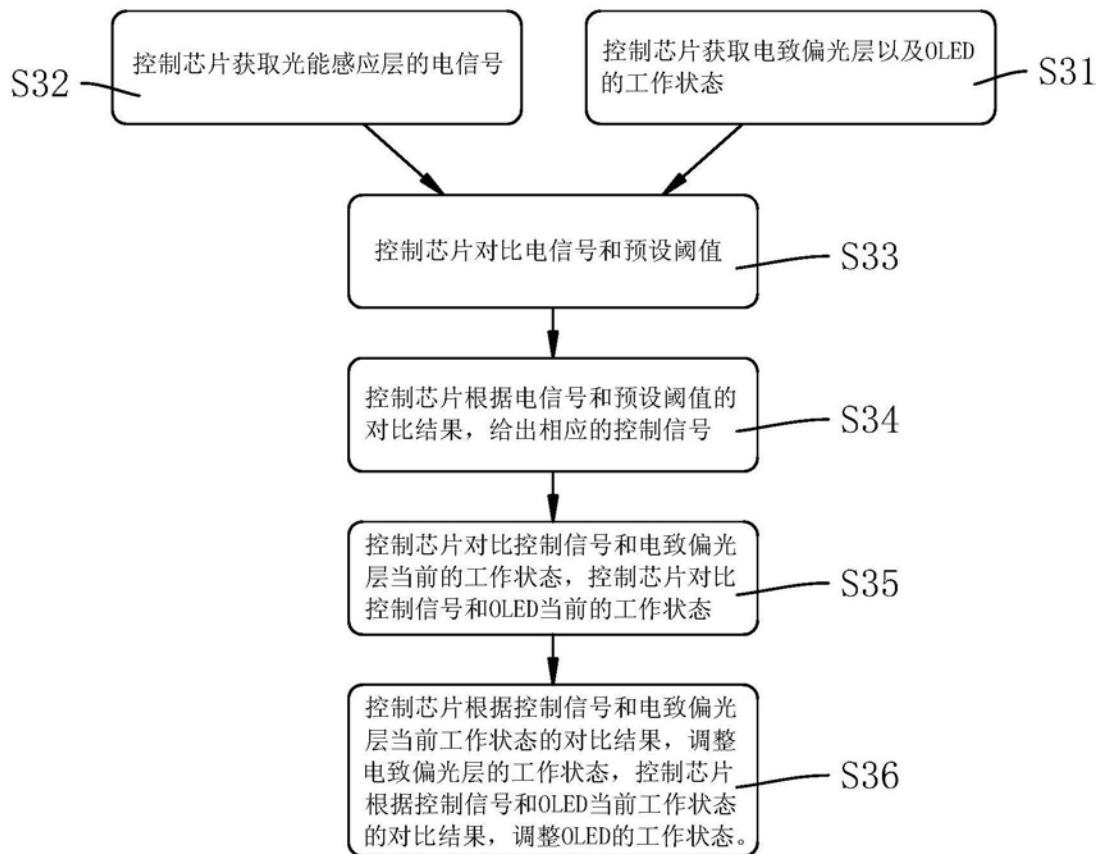 控制芯片获取光能感应层的电信号
S32
控制芯片获取电致偏光层以及OLED
的工作状态
S31
控制芯片对比电信号和预设阈值
S33
控制芯片根据电信号和预设阈值的
对比结果，给出相应的控制信号
S34
控制芯片对比控制信号和电致偏光
层当前的工作状态，控制芯片对比
控制信号和OLED当前的工作状态
S35
控制芯片根据控制信号和电致偏光
层当前工作状态的对比结果，调整
电致偏光层的工作状态，控制芯片
根据控制信号和OLED当前工作状态
的对比结果，调整OLED的工作状态。
S36